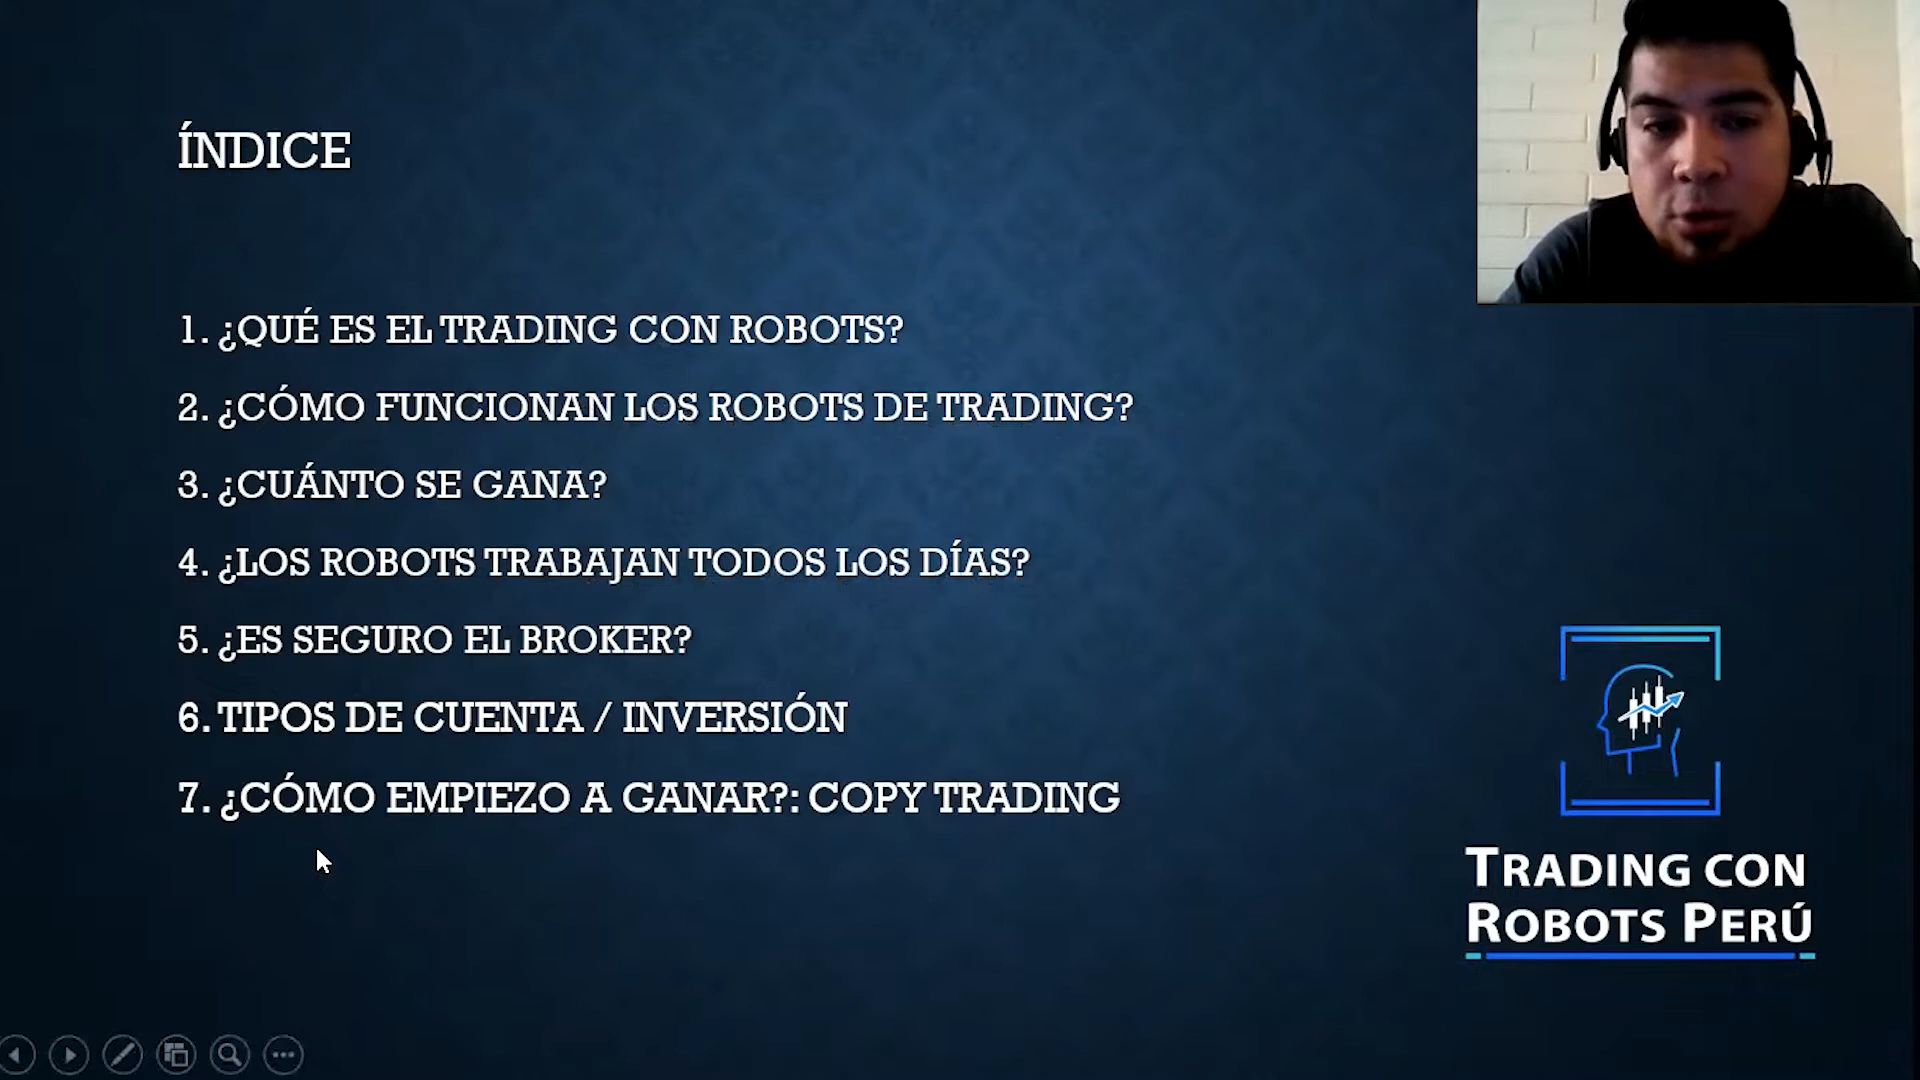 ÍNDICE
1. ¿QUÉ ES EL TRADING CON ROBOTS?
2. ¿CÓMO FUNCIONAN LOS ROBOTS DE TRADING?
3. ¿CUÁNTO SE GANA?
4. ¿LOS ROBOTS TRABAJAN TODOS LOS DÍAS?
5. ¿ES SEGURO EL BROKER?
6. TIPOS DE CUENTA / INVERSIÓN
7. ¿CÓMO EMPIEZO A GANAR?: COPY TRADING
TRADING CON
ROBOTS PERÚ